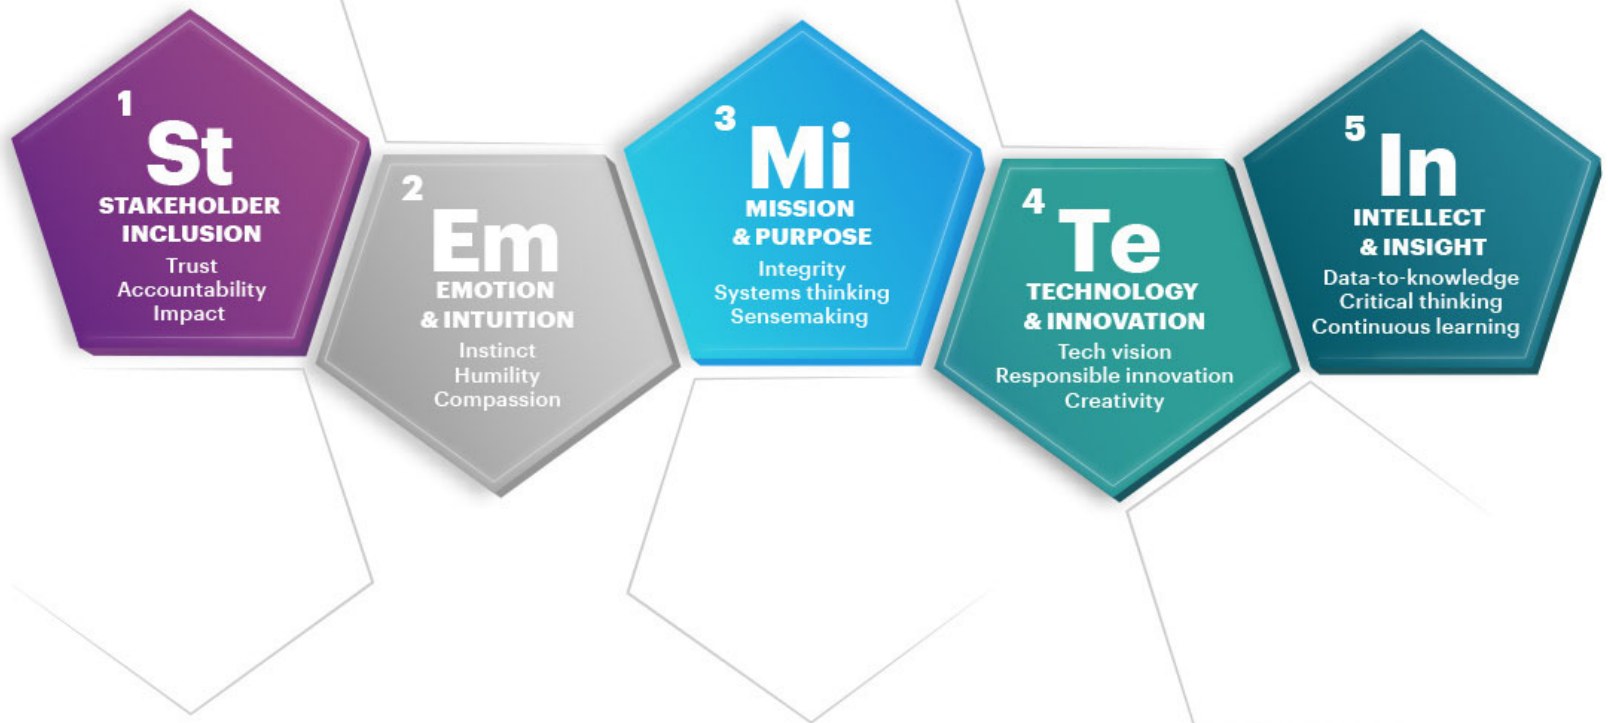 1
St
STAKEHOLDER
INCLUSION
Trust
Accountability
Impact
2
Em
EMOTION
& INTUITION
Instinct
Humility
Compassion
3
Mi
MISSION
& PURPOSE
Integrity
Systems thinking
Sensemaking
4
Te
TECHNOLOGY
& INNOVATION
Tech vision
Responsible innovation
Creativity
5
In
INTELLECT
& INSIGHT
Data-to-knowledge
Critical thinking
Continuous learning